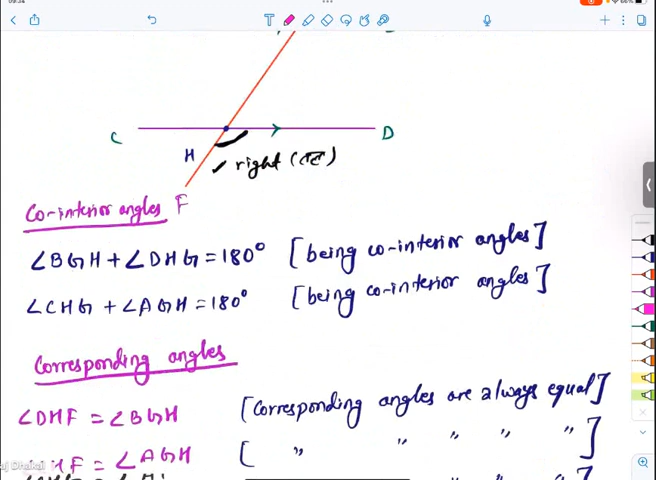 C
D
H
right (दायाँ)
F
Co-interior angles
∠BGH + ∠DHG = 180° [being co-interior angles]
∠CHG + ∠AGH = 180° [being co-interior angles]
Corresponding angles
∠DHF = ∠BGH [Corresponding angles are always equal]
HF = ∠AGH [ " " " " " ]